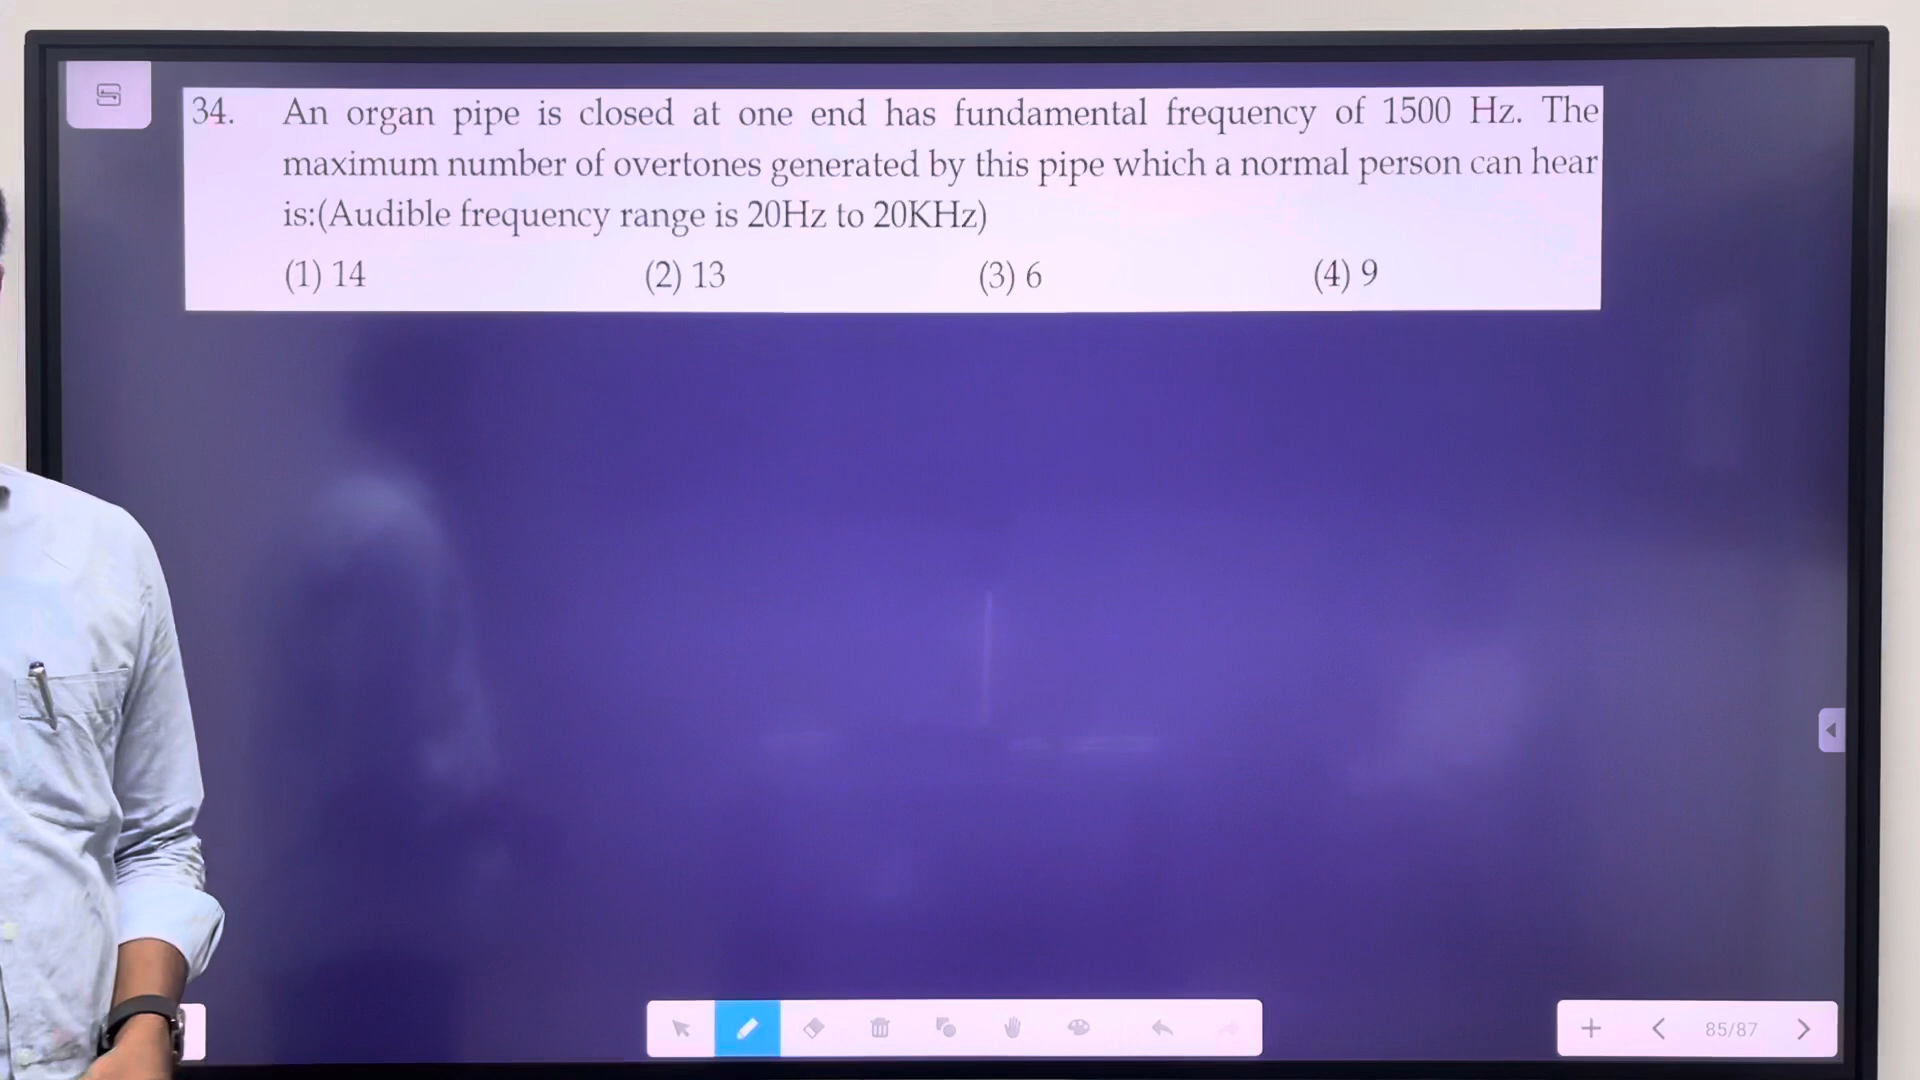 34. An organ pipe is closed at one end has fundamental frequency of 1500 Hz. The
maximum number of overtones generated by this pipe which a normal person can hear
is:(Audible frequency range is 20Hz to 20KHz)
(1) 14 (2) 13 (3) 6 (4) 9
85/87